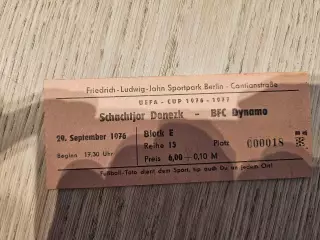 Friedrich-Ludwig-Jahn Sportpark Berlin - Cantianstraße
UEFA - CUP 1976 - 1977
Schachtjor Donezk - BFC Dynamo
29. September 1976 Block E
Reihe 15 Platz 000018
Beginn 17.30 Uhr Preis 6,00 + 0,10 M
Fußball-Toto dient dem Sport, tip auch Du an jedem Ort!